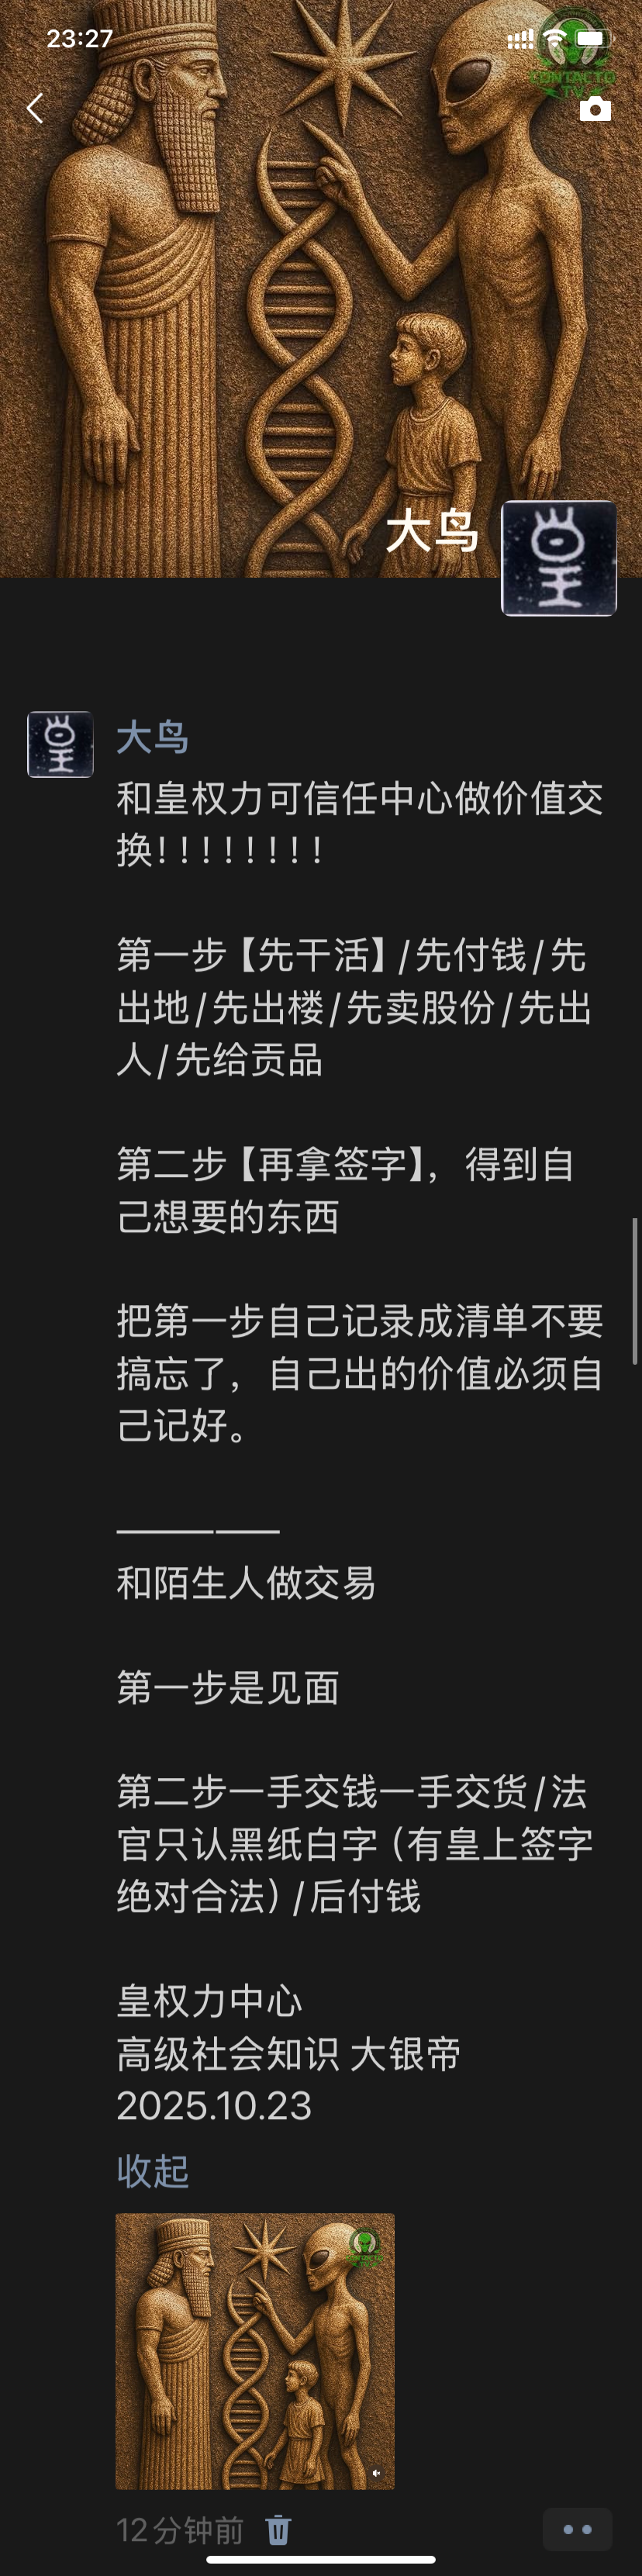 23:27
CONTACTO
TV
大鸟
大鸟
和皇权力可信任中心做价值交
换！！！！！！！！
第一步【先干活】/先付钱/先
出地/先出楼/先卖股份/先出
人/先给贡品
第二步【再拿签字】，得到自
己想要的东西
把第一步自己记录成清单不要
搞忘了，自己出的价值必须自
己记好。
—————
和陌生人做交易
第一步是见面
第二步一手交钱一手交货/法
官只认黑纸白字（有皇上签字
绝对合法）/后付钱
皇权力中心
高级社会知识 大银帝
2025.10.23
收起
12分钟前